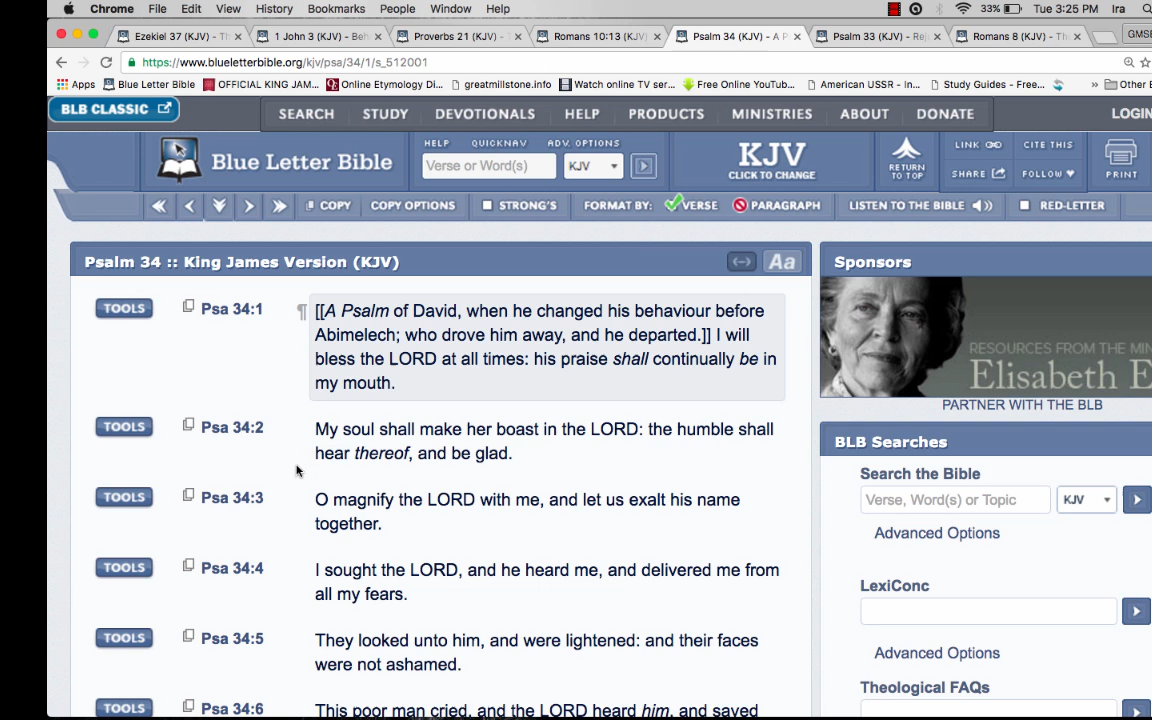 Chrome File Edit View History Bookmarks People Window Help 33% Tue 3:25 PM Ira
Ezekiel 37 (KJV) - Th 1 John 3 (KJV) - Beh Proverbs 21 (KJV) - Romans 10:13 (KJV) Psalm 34 (KJV) - A P Psalm 33 (KJV) - Rej Romans 8 (KJV) - Th GMSB
https://www.blueletterbible.org/kjv/psa/34/1/s_512001
Apps Blue Letter Bible OFFICIAL KING JAM... Online Etymology Di... greatmillstone.info Watch online TV ser... Free Online YouTub... American USSR - In... Study Guides - Free... » Other B
BLB CLASSIC SEARCH STUDY DEVOTIONALS HELP PRODUCTS MINISTRIES ABOUT DONATE LOGIN
Blue Letter Bible
HELP QUICKNAV ADV. OPTIONS
Verse or Word(s) KJV
KJV
CLICK TO CHANGE
RETURN
TO TOP
LINK CITE THIS
SHARE FOLLOW
PRINT
COPY COPY OPTIONS STRONG'S FORMAT BY: VERSE PARAGRAPH LISTEN TO THE BIBLE RED-LETTER
Psalm 34 :: King James Version (KJV) Aa
TOOLS Psa 34:1 ¶ [[A Psalm of David, when he changed his behaviour before
Abimelech; who drove him away, and he departed.]] I will
bless the LORD at all times: his praise shall continually be in
my mouth.
TOOLS Psa 34:2 My soul shall make her boast in the LORD: the humble shall
hear thereof, and be glad.
TOOLS Psa 34:3 O magnify the LORD with me, and let us exalt his name
together.
TOOLS Psa 34:4 I sought the LORD, and he heard me, and delivered me from
all my fears.
TOOLS Psa 34:5 They looked unto him, and were lightened: and their faces
were not ashamed.
TOOLS Psa 34:6 This poor man cried, and the LORD heard him, and saved
Sponsors
RESOURCES FROM THE MIN
Elisabeth E
PARTNER WITH THE BLB
BLB Searches
Search the Bible
Verse, Word(s) or Topic KJV
Advanced Options
LexiConc
Advanced Options
Theological FAQs